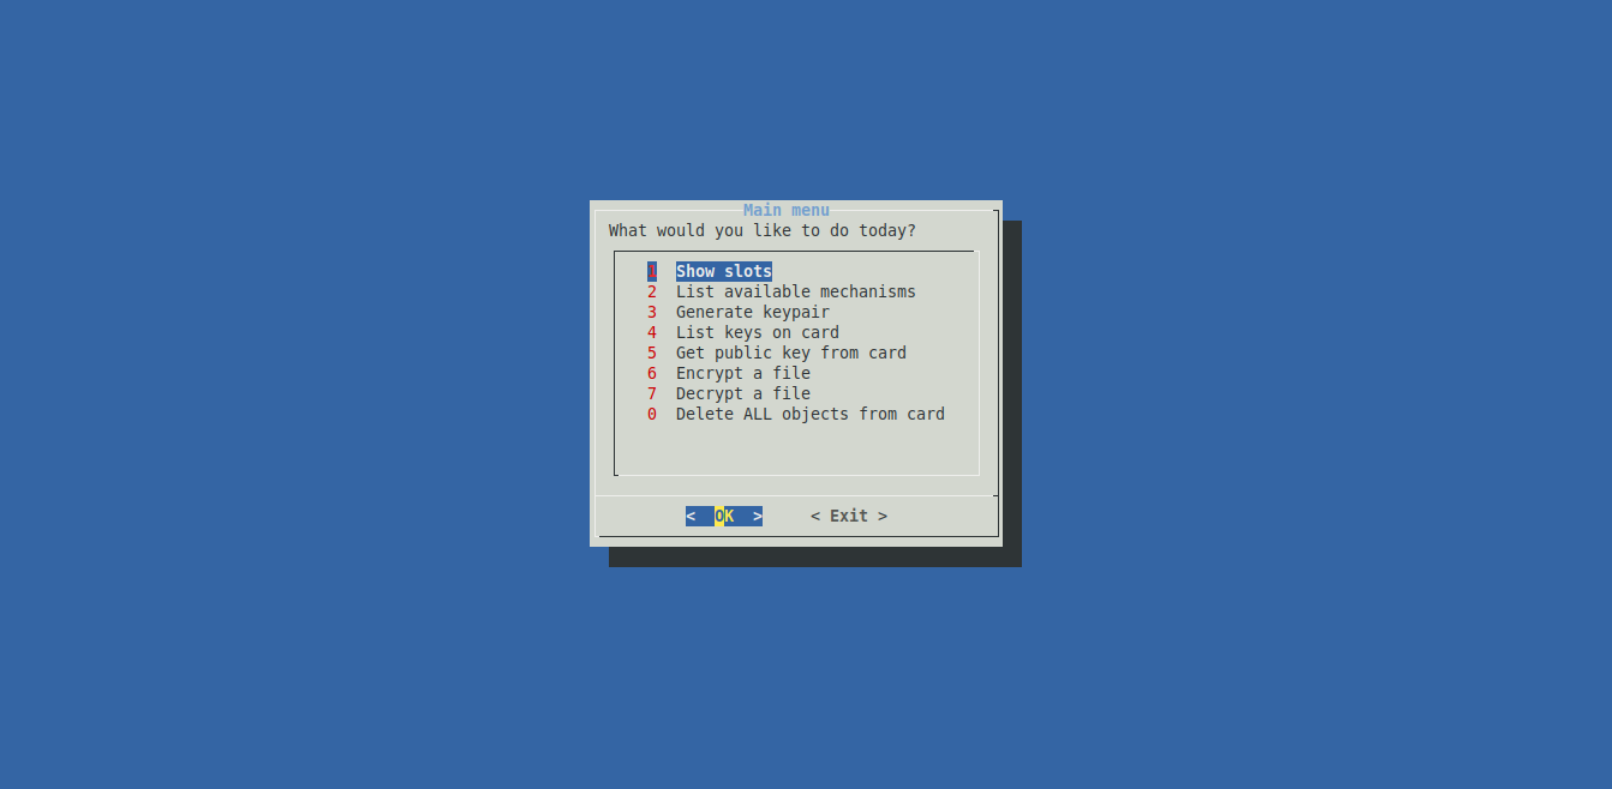 Main menu
What would you like to do today?
1 Show slots
2 List available mechanisms
3 Generate keypair
4 List keys on card
5 Get public key from card
6 Encrypt a file
7 Decrypt a file
0 Delete ALL objects from card
<  OK  > < Exit >